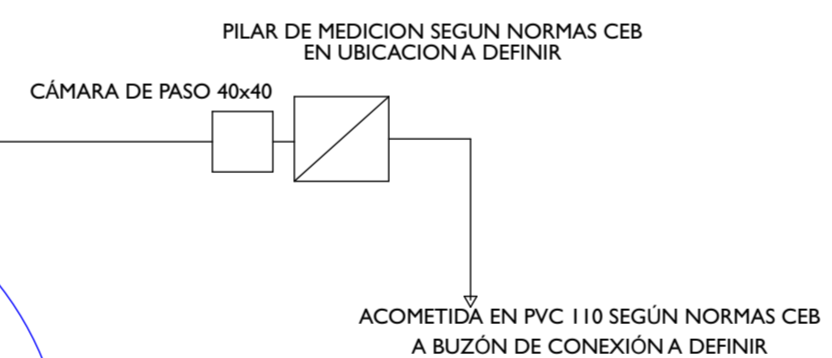 PILAR DE MEDICION SEGUN NORMAS CEB
EN UBICACION A DEFINIR
CÁMARA DE PASO 40x40
ACOMETIDA EN PVC 110 SEGÚN NORMAS CEB
A BUZÓN DE CONEXIÓN A DEFINIR